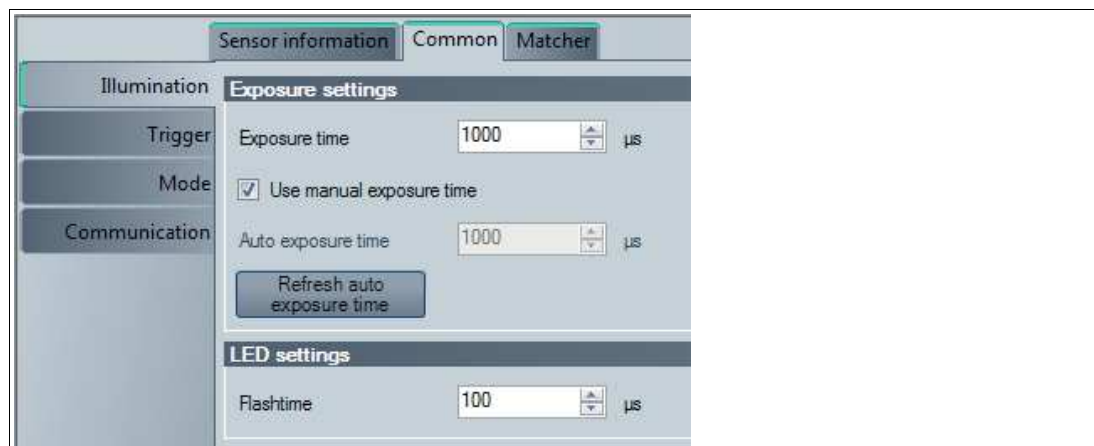 Sensor information Common Matcher
Illumination
Trigger
Mode
Communication
Exposure settings
Exposure time 1000 µs
Use manual exposure time
Auto exposure time 1000 µs
Refresh auto
exposure time
LED settings
Flashtime 100 µs